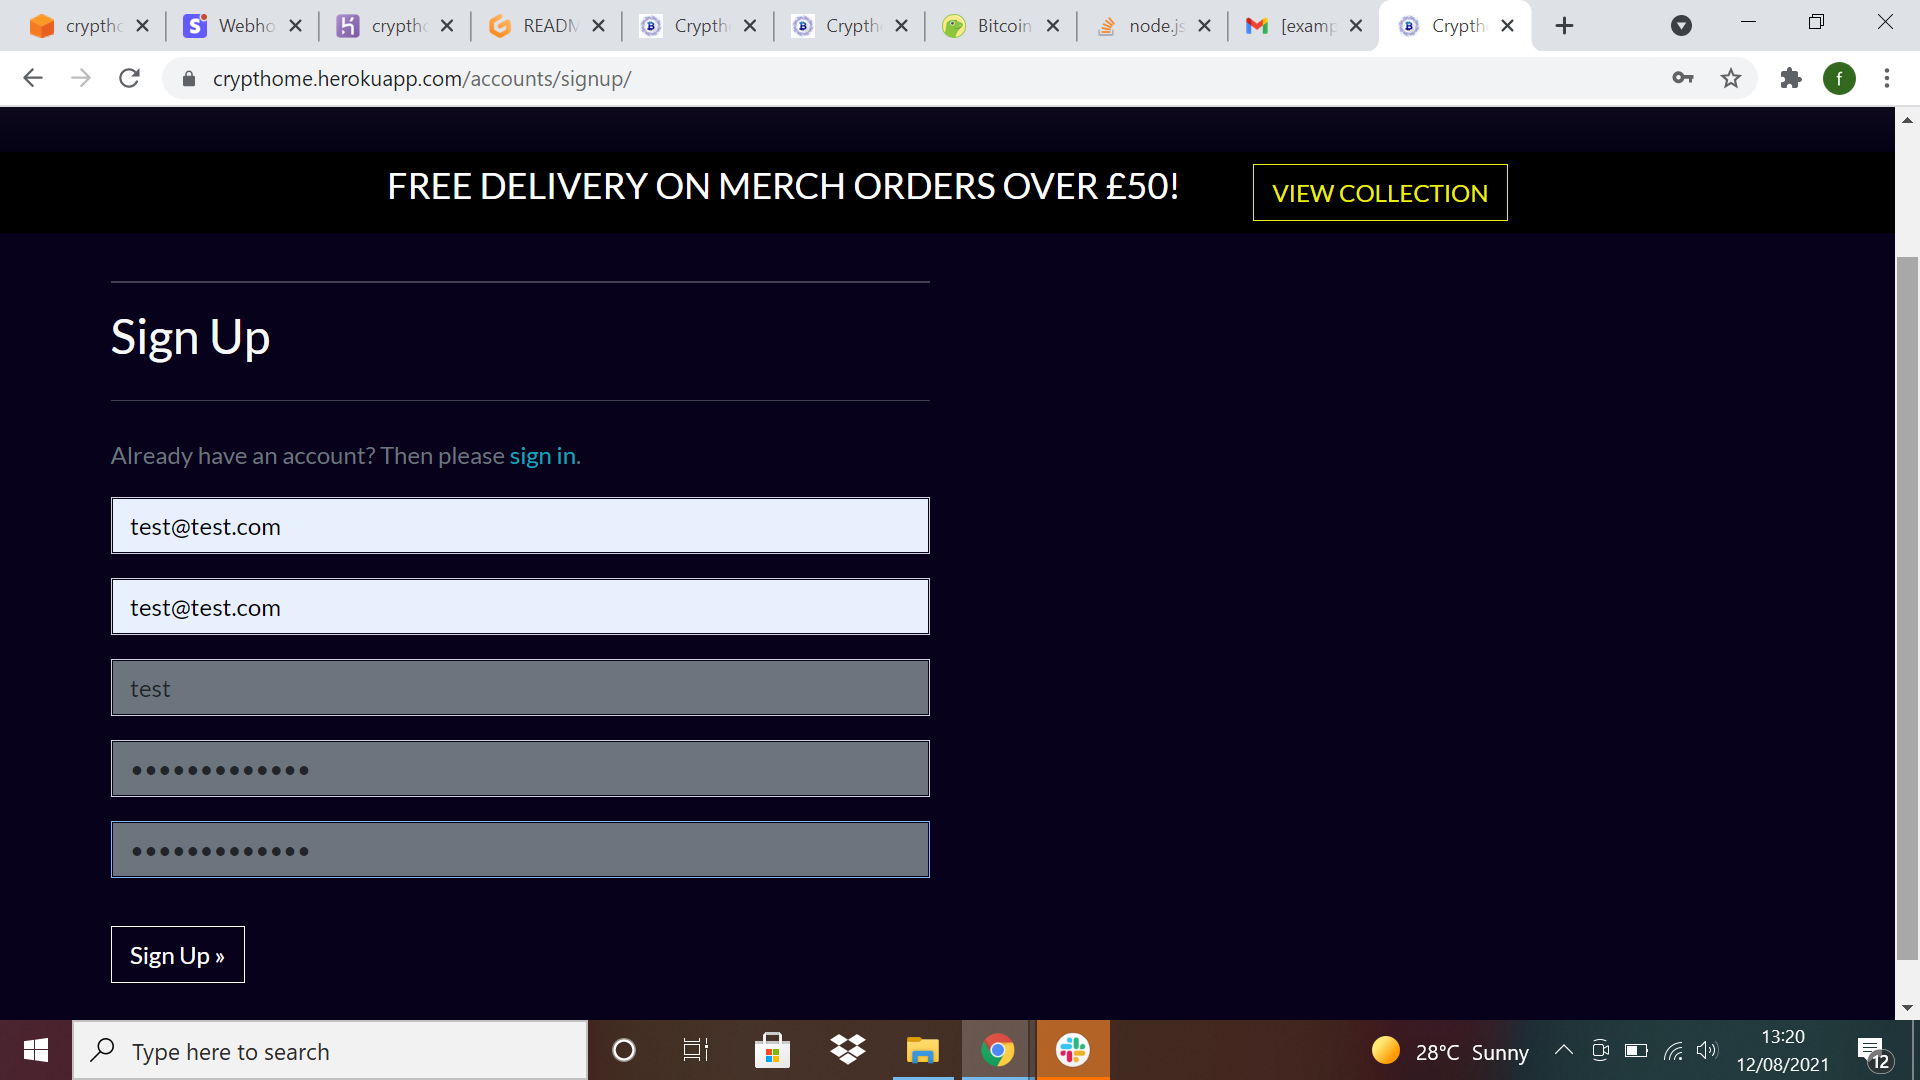 crypthc
Webho
crypth
READM
Crypth
Crypth
Bitcoin
node.js
[examp
Crypth
crypthome.herokuapp.com/accounts/signup/
f
FREE DELIVERY ON MERCH ORDERS OVER £50!
VIEW COLLECTION
Sign Up
Already have an account? Then please sign in.
test@test.com
test@test.com
test
Sign Up »
Type here to search
28°C Sunny
13:20
12/08/2021
12